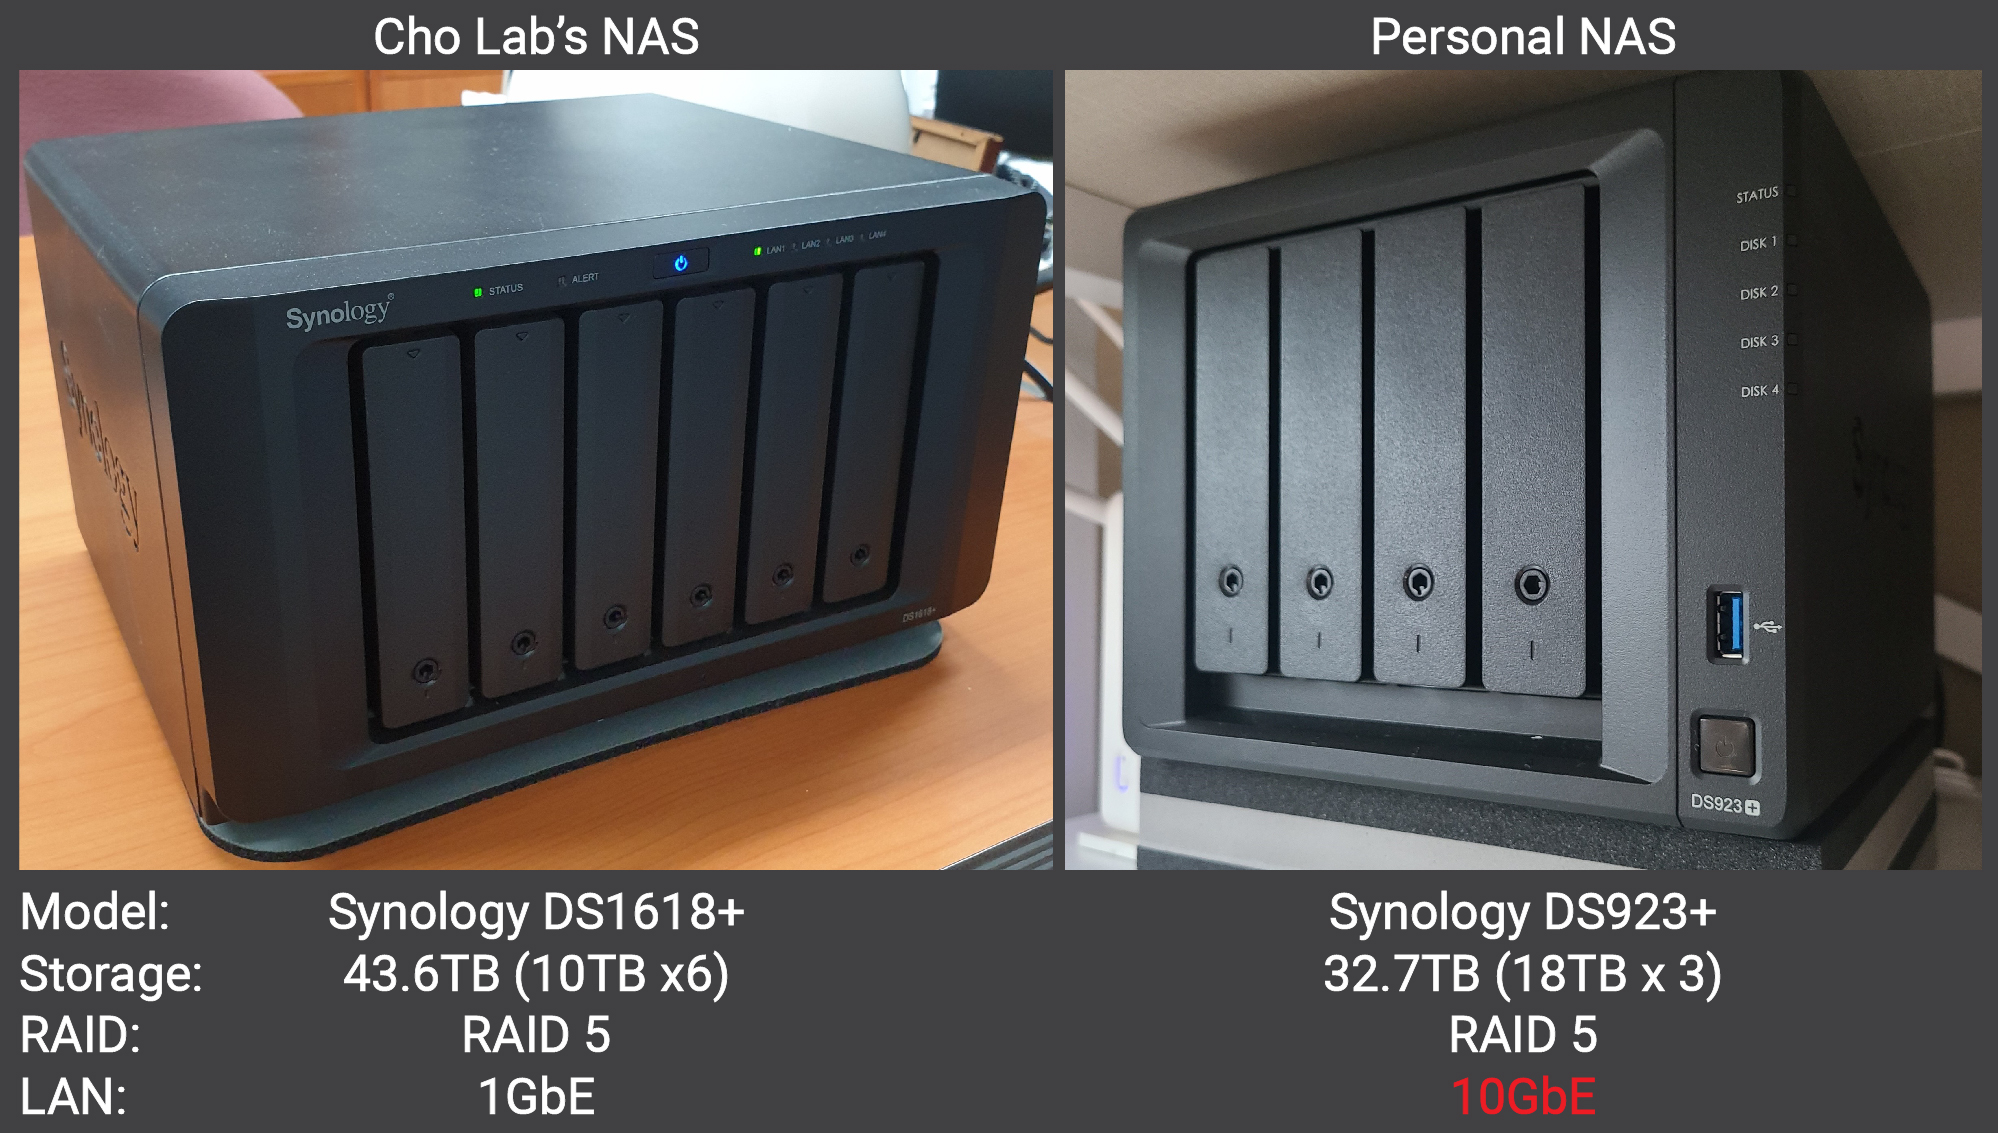 Cho Lab's NAS
Personal NAS
Synology®
STATUS
ALERT
LAN1 LAN2 LAN3 LAN4
Synology
DS1618+
STATUS
DISK 1
DISK 2
DISK 3
DISK 4
DS923+
Model: Synology DS1618+ Synology DS923+
Storage: 43.6TB (10TB x6) 32.7TB (18TB x 3)
RAID: RAID 5 RAID 5
LAN: 1GbE 10GbE